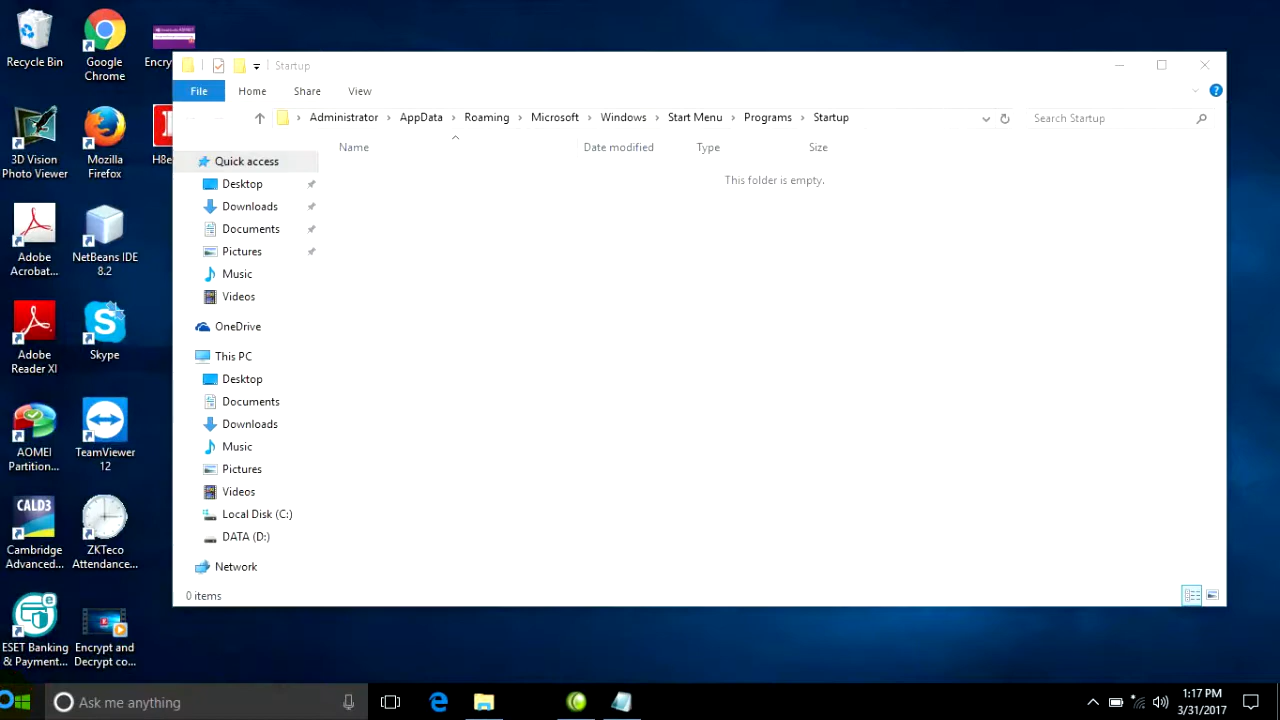 Recycle Bin
Google
Chrome
Encry
3D Vision
Photo Viewer
Mozilla
Firefox
H8e
Adobe
Acrobat...
NetBeans IDE
8.2
Adobe
Reader XI
Skype
AOMEI
Partition...
TeamViewer
12
CALD3
Cambridge
Advanced...
ZKTeco
Attendance...
ESET Banking
& Payment...
Encrypt and
Decrypt co...
Startup
File Home Share View
Administrator > AppData > Roaming > Microsoft > Windows > Start Menu > Programs > Startup
Search Startup
Name Date modified Type Size
This folder is empty.
Quick access
Desktop
Downloads
Documents
Pictures
Music
Videos
OneDrive
This PC
Desktop
Documents
Downloads
Music
Pictures
Videos
Local Disk (C:)
DATA (D:)
Network
0 items
Ask me anything
1:17 PM
3/31/2017